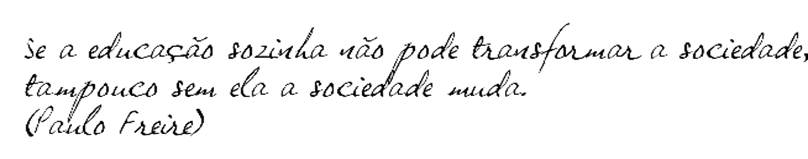 Se a educação sozinha não pode transformar a sociedade,
tampouco sem ela a sociedade muda.
(Paulo Freire)